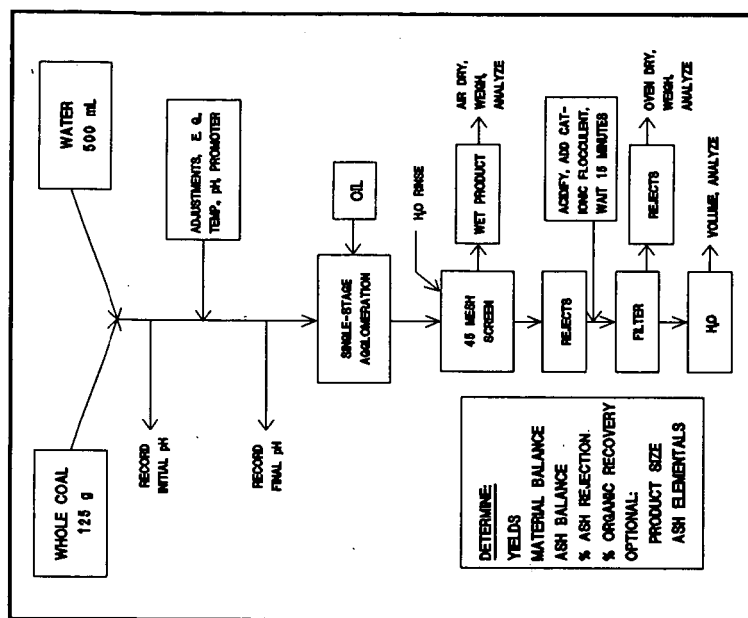 WHOLE COAL
125 g
WATER
500 mL
RECORD
INITIAL pH
ADJUSTMENTS, E. G.,
TEMP, pH, PROMOTER
RECORD
FINAL pH
OIL
SINGLE-STAGE
AGGLOMERATION
H₂O RINSE
45 MESH
SCREEN
WET PRODUCT
AIR DRY,
WEIGH,
ANALYZE
REJECTS
ACIDIFY, ADD CAT-
IONIC FLOCCULENT,
WAIT 15 MINUTES
FILTER
REJECTS
OVEN DRY,
WEIGH,
ANALYZE
H₂O
VOLUME, ANALYZE
DETERMINE:
YIELDS
MATERIAL BALANCE
ASH BALANCE
% ASH REJECTION
% ORGANIC RECOVERY
OPTIONAL:
PRODUCT SIZE
ASH ELEMENTALS